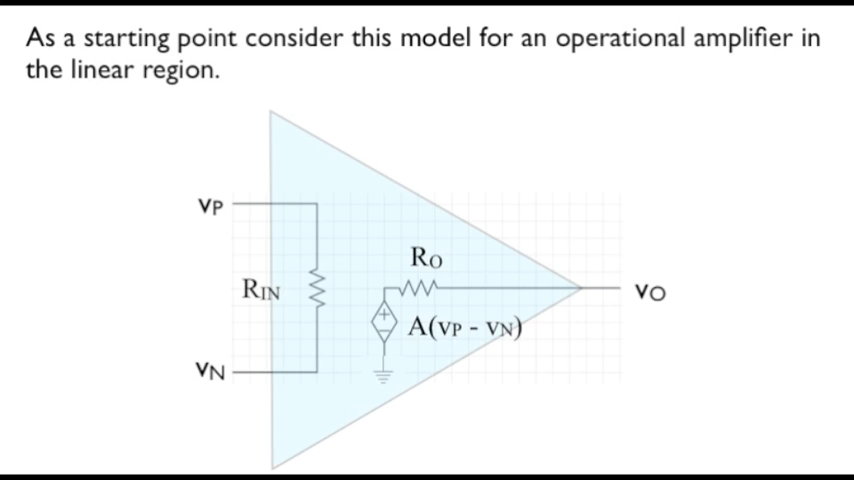 As a starting point consider this model for an operational amplifier in
the linear region.
VP
RO
RIN
VO
A(VP - VN)
VN